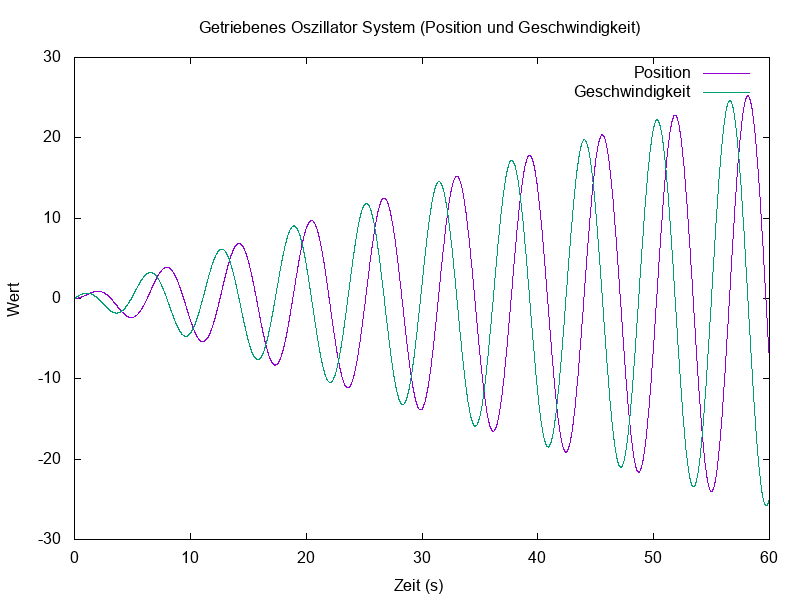 Getriebenes Oszillator System (Position und Geschwindigkeit)
30
20
10
0
-10
-20
-30
Wert
Position
Geschwindigkeit
0 10 20 30 40 50 60
Zeit (s)